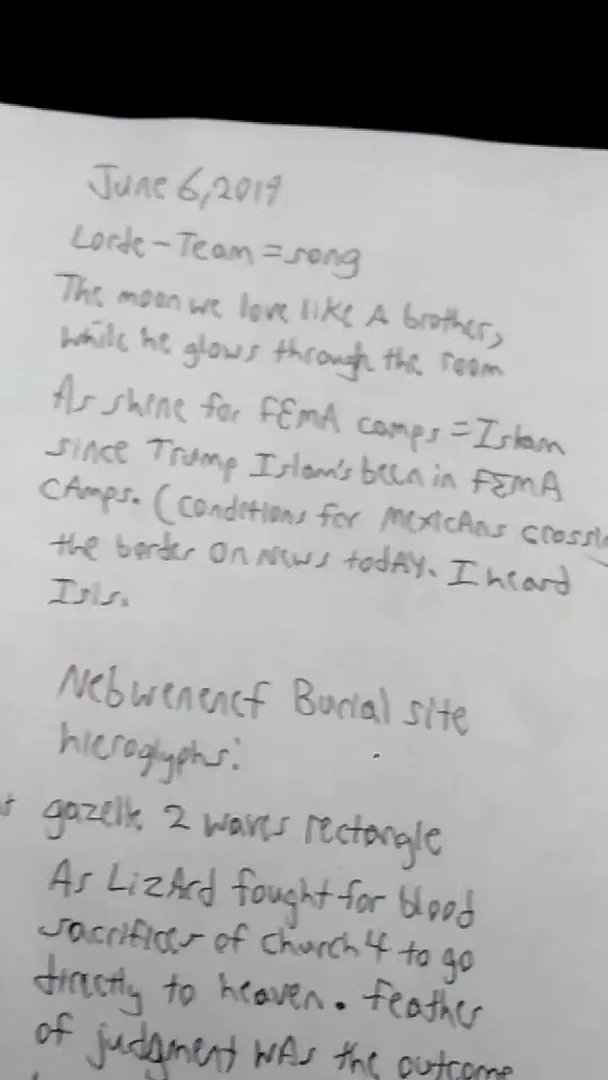 June 6, 2019
Lorde - Team = song
The moon we love like A brother,
while he glows through the room
As shine for FEMA camps = Islam
since Trump Islam's been in FEMA
CAmps. (conditions for MexicAns crossin
the border on News todAY. I heard
Isis.
Nebwenenef Burial site
hieroglyphs:
gazelle 2 waves rectangle
As LizArd fought for blood
sacrifices of church 4 to go
directly to heaven. Feather
of judgment wAs the outcome